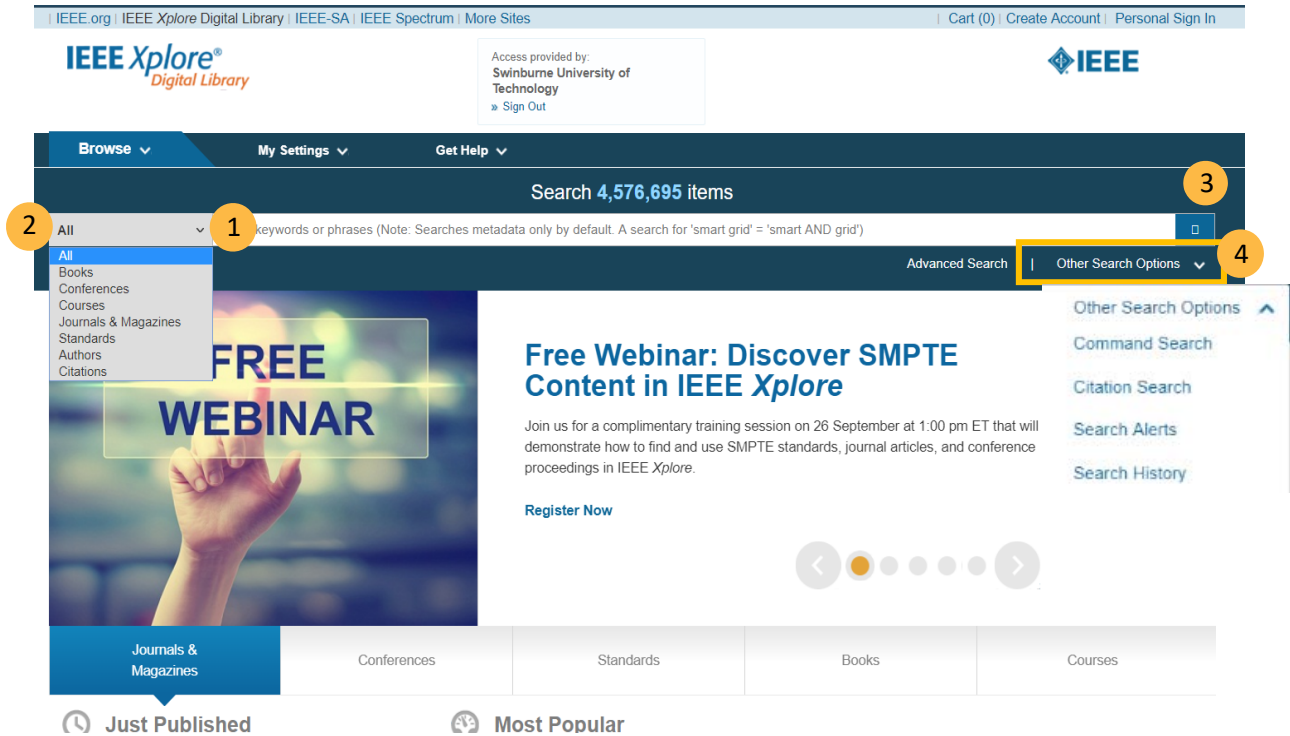 | IEEE.org | IEEE Xplore Digital Library | IEEE-SA | IEEE Spectrum | More Sites
| Cart (0) | Create Account | Personal Sign In
IEEE Xplore®
Digital Library
Access provided by:
Swinburne University of
Technology
» Sign Out
IEEE
Browse
My Settings
Get Help
Search 4,576,695 items
3
2
All
1
keywords or phrases (Note: Searches metadata only by default. A search for 'smart grid' = 'smart AND grid')
Advanced Search | Other Search Options
4
All
Books
Conferences
Courses
Journals & Magazines
Standards
Authors
Citations
Other Search Options
Command Search
Citation Search
Search Alerts
Search History
FREE
WEBINAR
Free Webinar: Discover SMPTE
Content in IEEE Xplore
Join us for a complimentary training session on 26 September at 1:00 pm ET that will
demonstrate how to find and use SMPTE standards, journal articles, and conference
proceedings in IEEE Xplore.
Register Now
Journals &
Magazines
Conferences
Standards
Books
Courses
Just Published
Most Popular